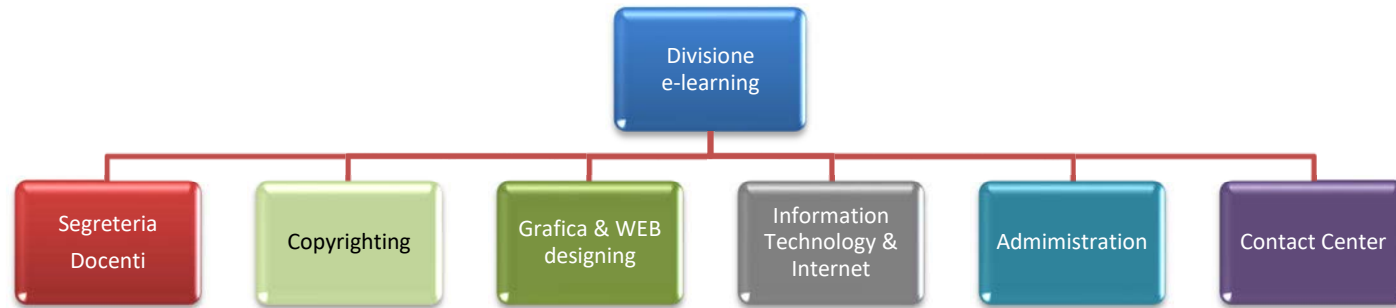 Divisione
e-learning
Segreteria
Docenti
Copyrighting
Grafica & WEB
designing
Information
Technology &
Internet
Admimistration
Contact Center